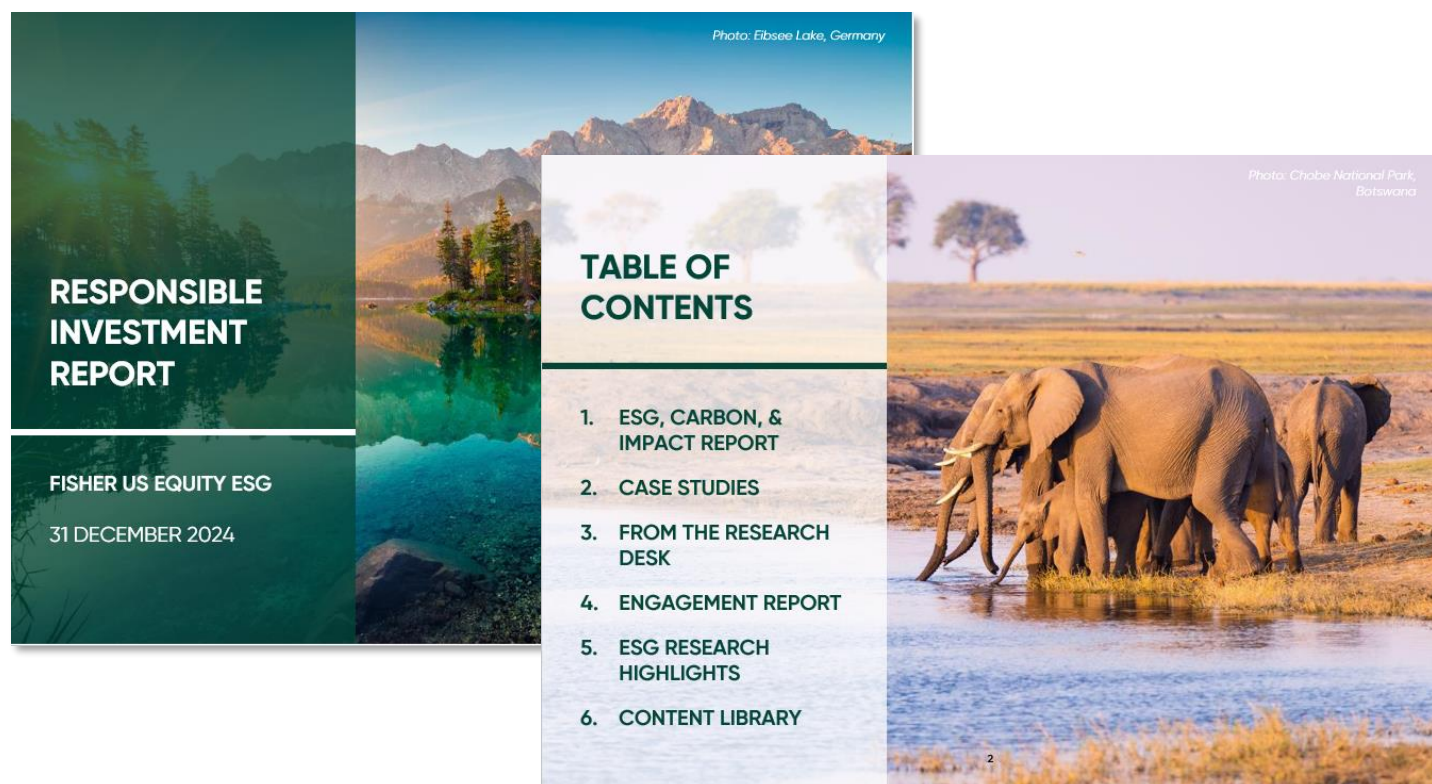 Photo: Eibsee Lake, Germany
RESPONSIBLE
INVESTMENT
REPORT
FISHER US EQUITY ESG
31 DECEMBER 2024
Photo: Chobe National Park,
Botswana
TABLE OF
CONTENTS
1. ESG, CARBON, &
IMPACT REPORT
2. CASE STUDIES
3. FROM THE RESEARCH
DESK
4. ENGAGEMENT REPORT
5. ESG RESEARCH
HIGHLIGHTS
6. CONTENT LIBRARY
2